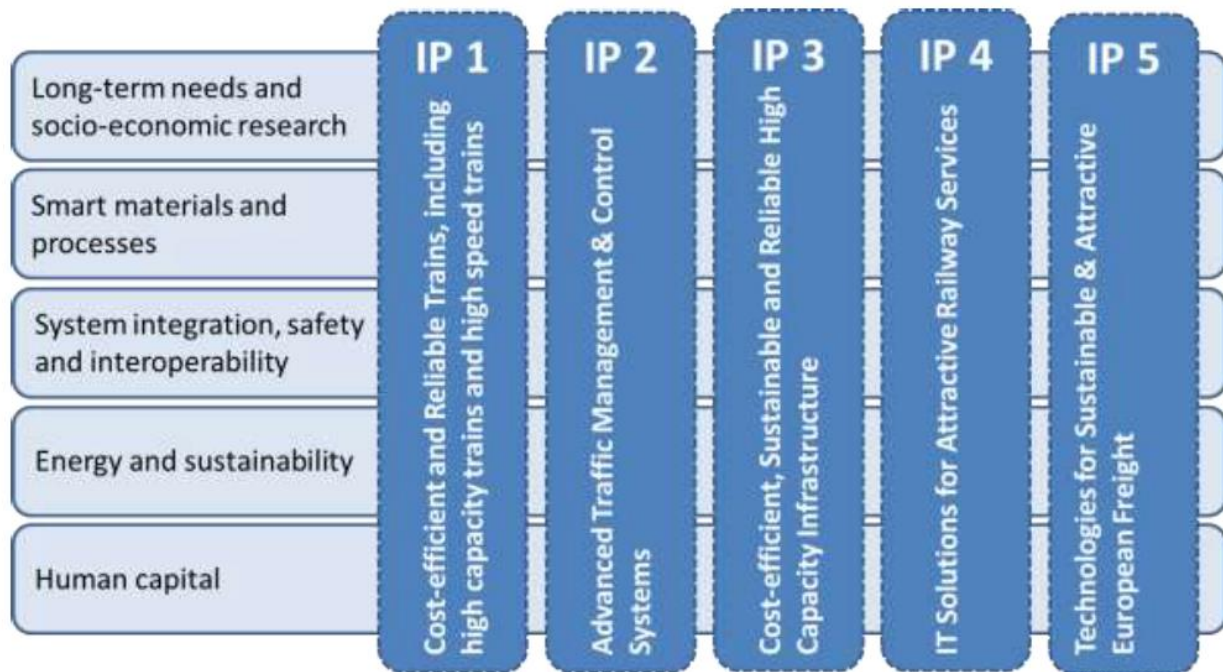 Long-term needs and
socio-economic research
Smart materials and
processes
System integration, safety
and interoperability
Energy and sustainability
Human capital
IP 1
Cost-efficient and Reliable Trains, including
high capacity trains and high speed trains
IP 2
Advanced Traffic Management & Control
Systems
IP 3
Cost-efficient, Sustainable and Reliable High
Capacity Infrastructure
IP 4
IT Solutions for Attractive Railway Services
IP 5
Technologies for Sustainable & Attractive
European Freight